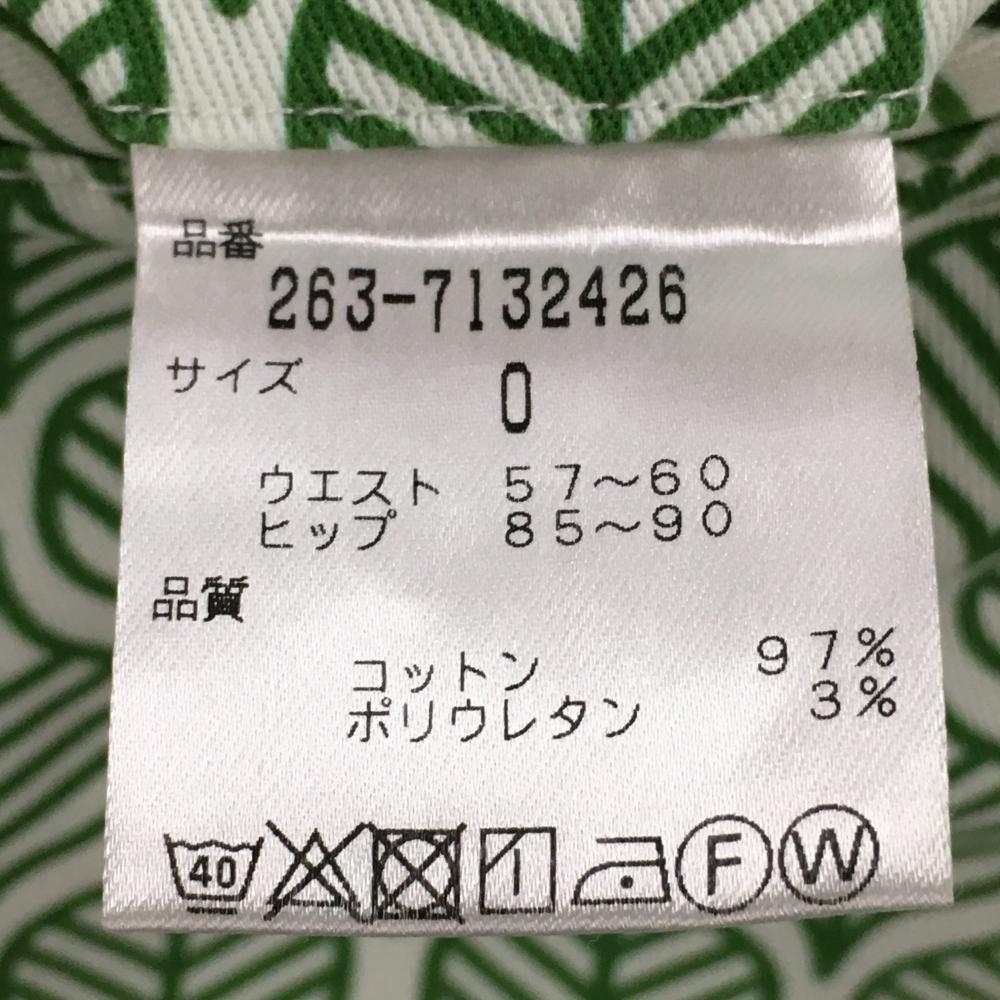 品番
263-7132426
サイズ
0
ウエスト 57～60
ヒップ 85～90
品質
コットン 97%
ポリウレタン 3%
40 F W